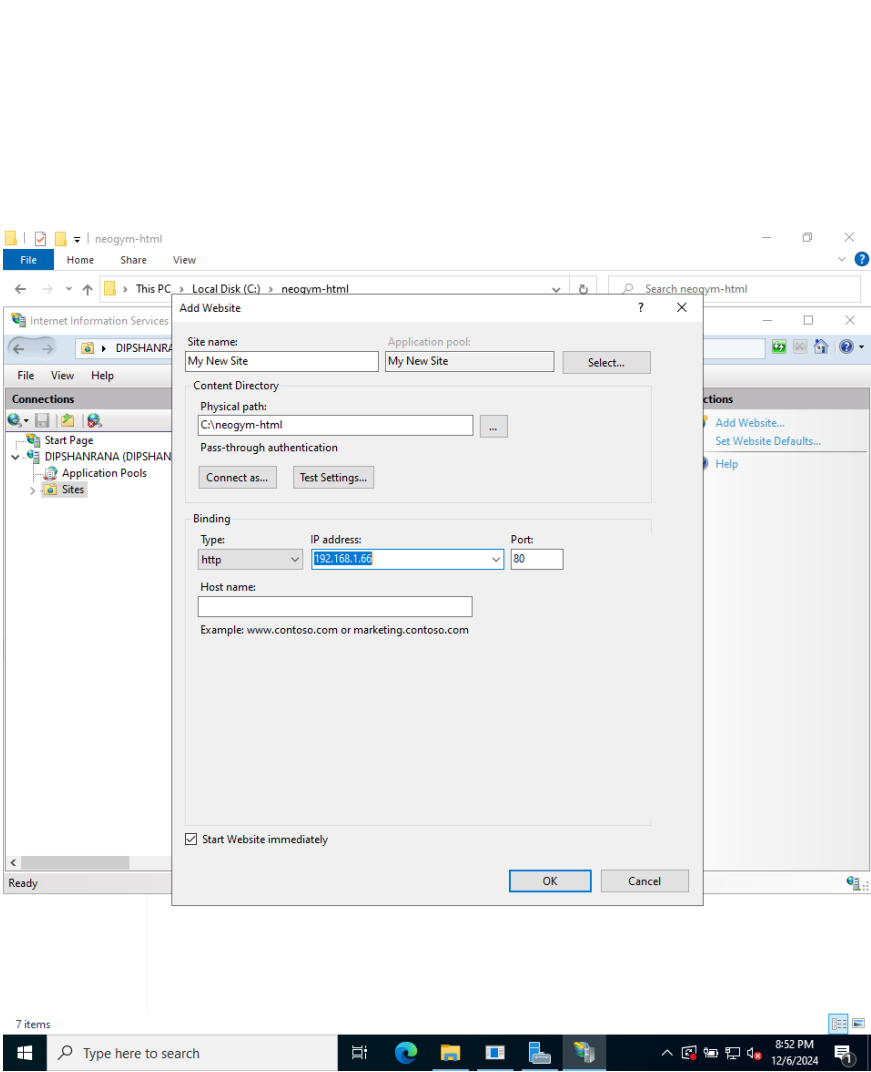 neogym-html
File Home Share View
This PC > Local Disk (C:) > neogym-html
Search neogym-html
Internet Information Services
Add Website
?
DIPSHANRA
File View Help
Connections
Start Page
DIPSHANRANA (DIPSHAN
Application Pools
Sites
Site name:
Application pool:
My New Site
My New Site
Select...
Content Directory
Physical path:
C:\neogym-html
...
Pass-through authentication
Connect as...
Test Settings...
Binding
Type:
IP address:
Port:
http
192.168.1.66
80
Host name:
Example: www.contoso.com or marketing.contoso.com
Start Website immediately
OK
Cancel
ctions
Add Website...
Set Website Defaults...
Help
Ready
7 items
Type here to search
8:52 PM
12/6/2024
1